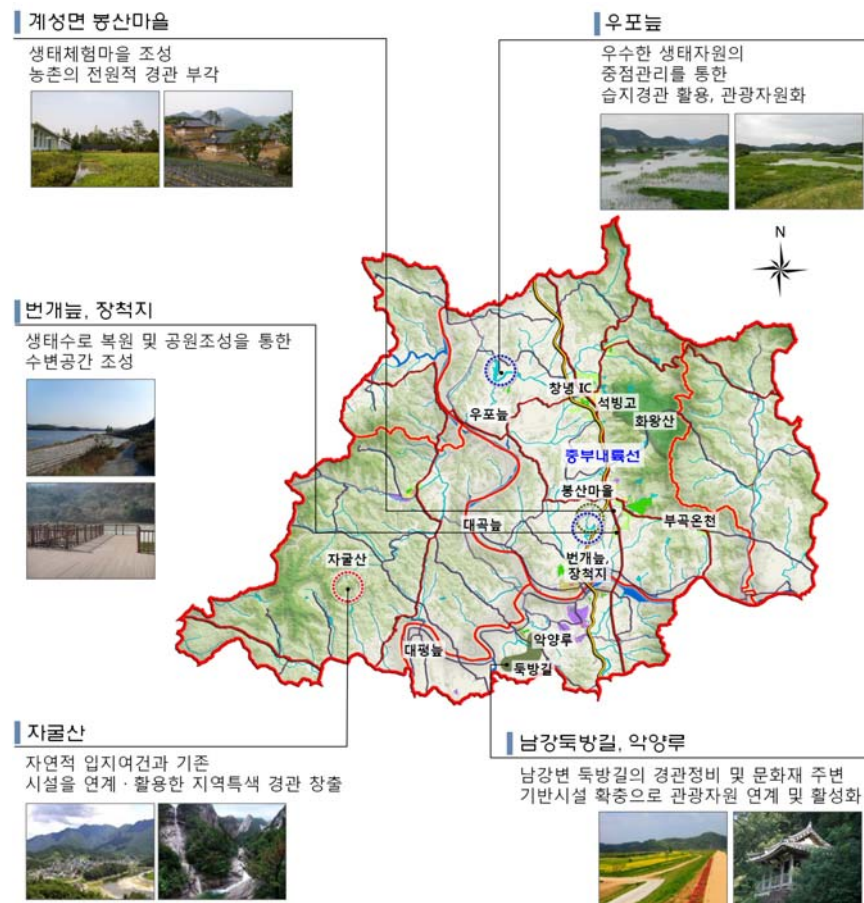 계성면 봉산마을
생태체험마을 조성
농촌의 전원적 경관 부각
우포늪
우수한 생태자원의
중점관리를 통한
습지경관 활용, 관광자원화
N
번개늪, 장척지
생태수로 복원 및 공원조성을 통한
수변공간 조성
창녕 IC
석빙고
우포늪
화왕산
중부내륙선
봉산마을
대곡늪
부곡온천
번개늪,
장척지
자굴산
악양루
대평늪
둑방길
자굴산
자연적 입지여건과 기존
시설을 연계 · 활용한 지역특색 경관 창출
남강둑방길, 악양루
남강변 둑방길의 경관정비 및 문화재 주변
기반시설 확충으로 관광자원 연계 및 활성화